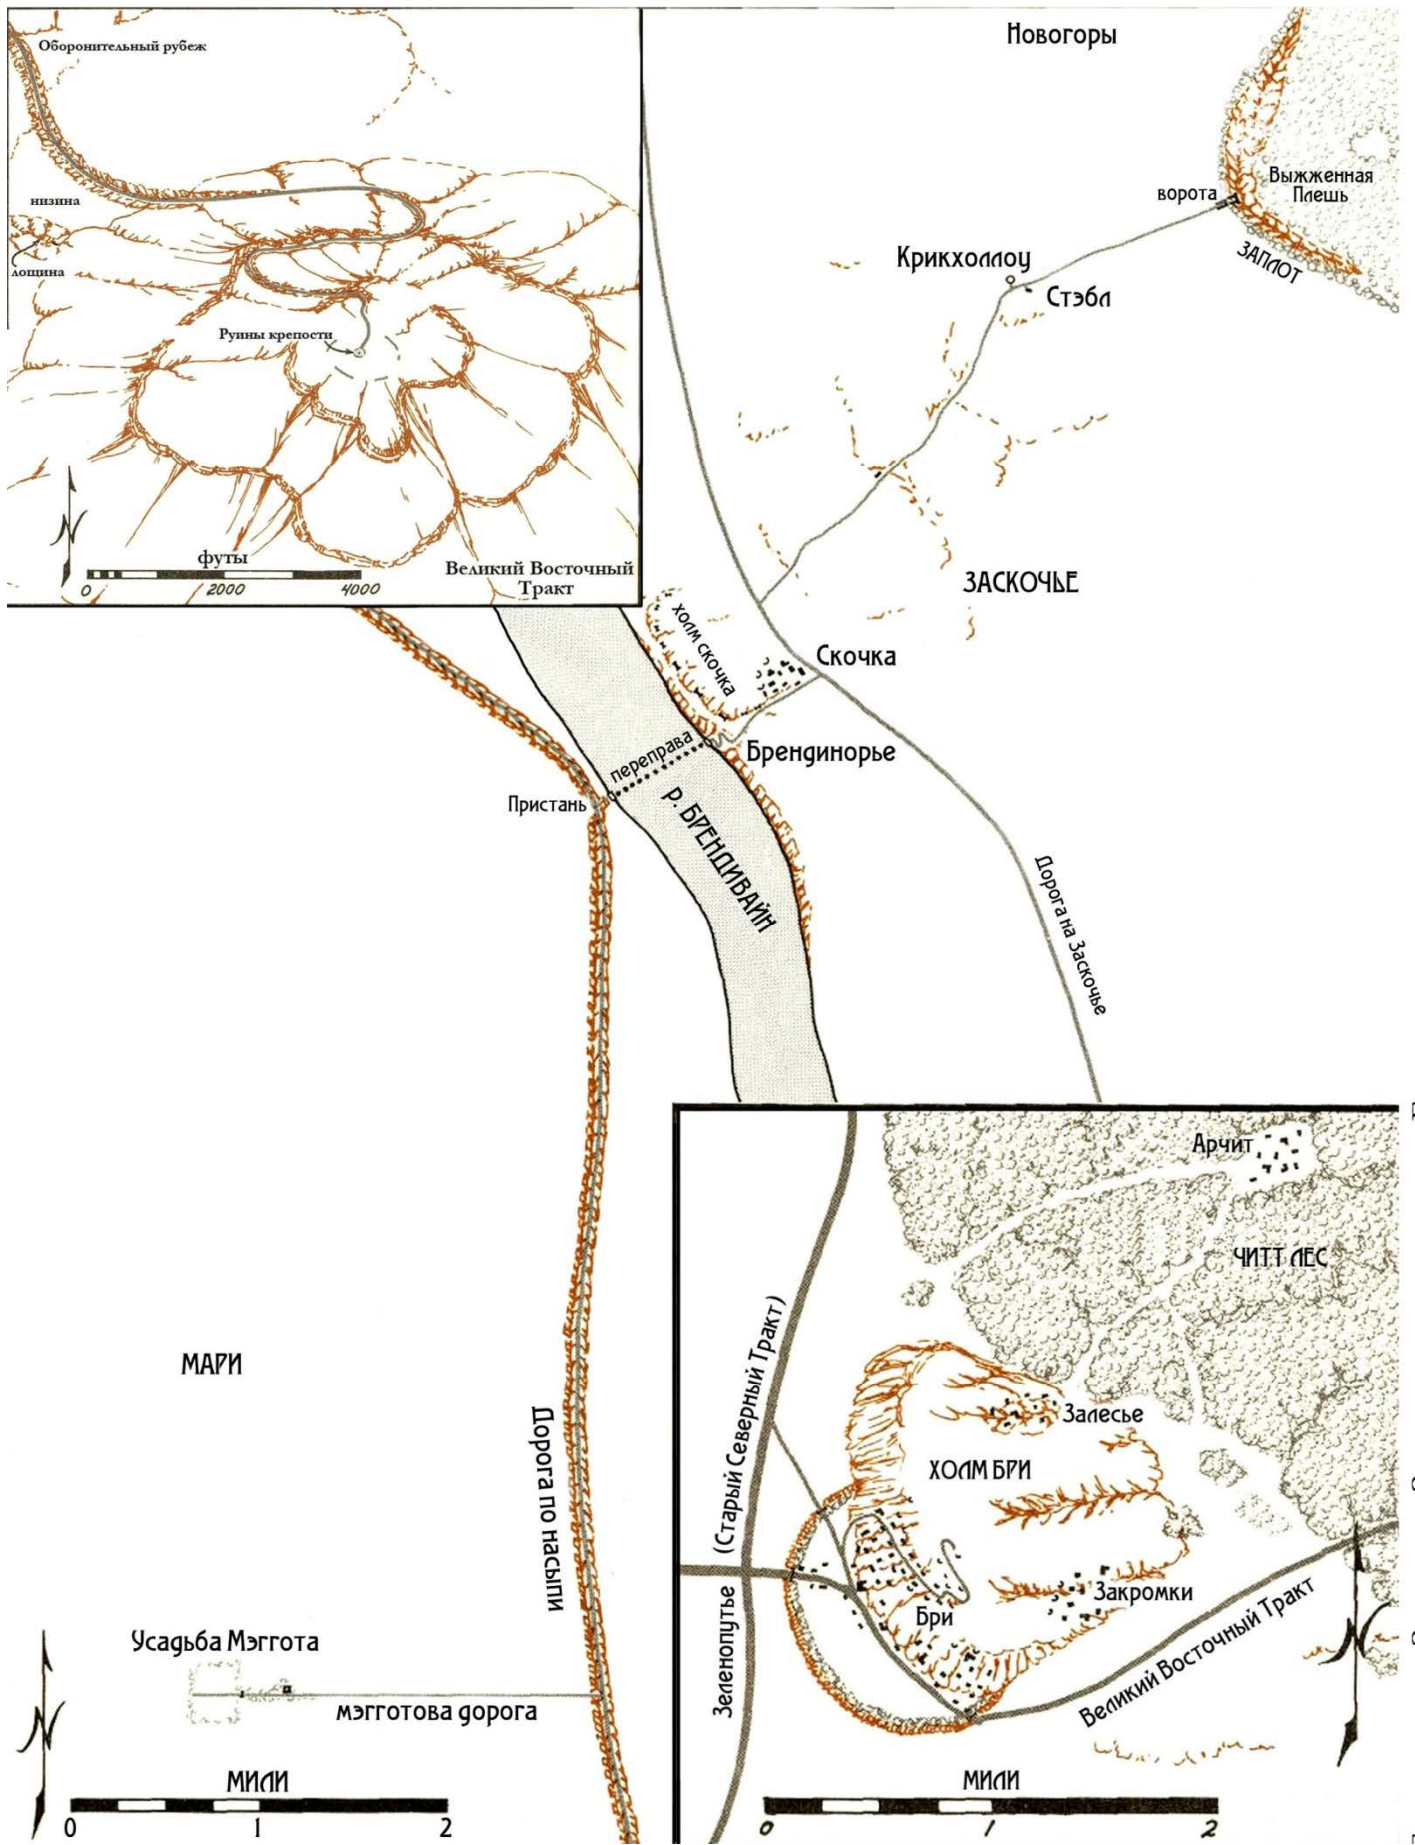 Оборонительный рубеж
низина
лощина
Руины крепости
футы
0 2000 4000
Великий Восточный
Тракт
N
Новогоры
Выжженная
Плешь
ворота
ЗАПЛОТ
Крикхоллоу
Стэбл
ЗАСКОЧЬЕ
холм скочка
Скочка
переправа
Брендинорье
Пристань
р. БРЕНДИВАЙН
Дорога на Заскочье
МАРИ
Дорога по насыпи
Усадьба Мэггота
мэгготова дорога
N
МИЛИ
0 1 2
Арчит
ЧИТТ ЛЕС
Зеленопутье (Старый Северный Тракт)
Залесье
ХОЛМ БРИ
Закромки
Бри
Великий Восточный Тракт
N
МИЛИ
0 1 2